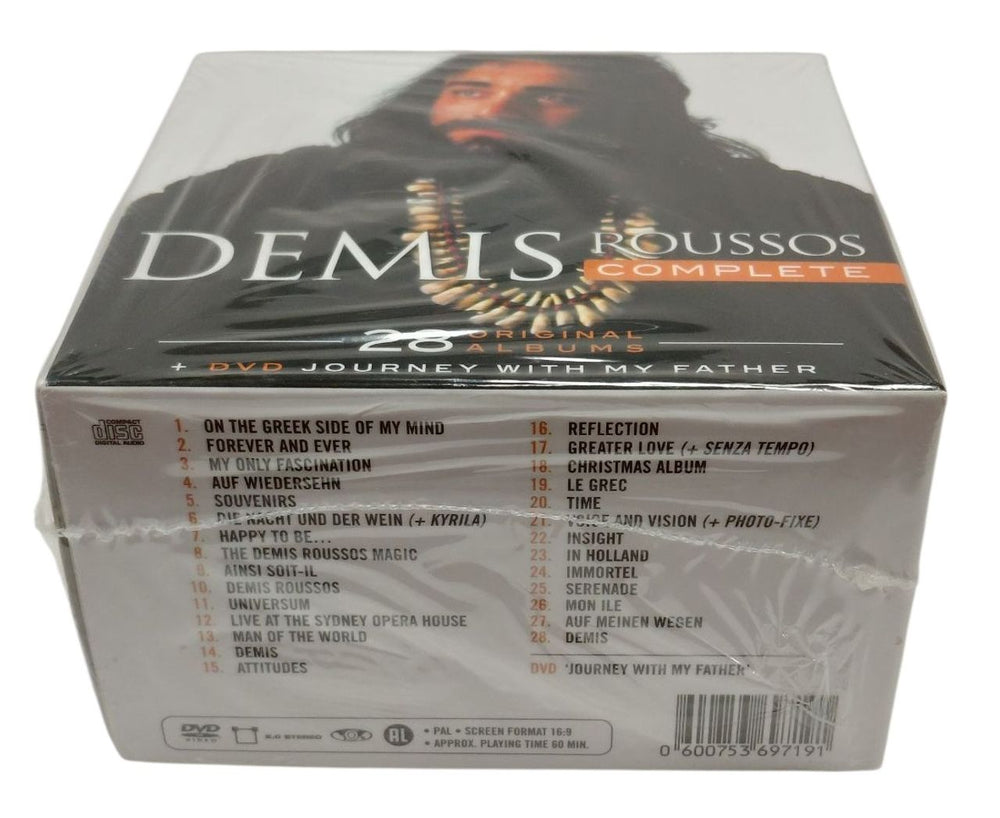 DEMIS ROUSSOS
COMPLETE
28 ORIGINAL ALBUMS
+ DVD JOURNEY WITH MY FATHER
COMPACT
disc
DIGITAL AUDIO
1. ON THE GREEK SIDE OF MY MIND
2. FOREVER AND EVER
3. MY ONLY FASCINATION
4. AUF WIEDERSEHN
5. SOUVENIRS
6. DIE NACHT UND DER WEIN (+ KYRILA)
7. HAPPY TO BE...
8. THE DEMIS ROUSSOS MAGIC
9. AINSI SOIT-IL
10. DEMIS ROUSSOS
11. UNIVERSUM
12. LIVE AT THE SYDNEY OPERA HOUSE
13. MAN OF THE WORLD
14. DEMIS
15. ATTITUDES
16. REFLECTION
17. GREATER LOVE (+ SENZA TEMPO)
18. CHRISTMAS ALBUM
19. LE GREC
20. TIME
21. VOICE AND VISION (+ PHOTO-FIXE)
22. INSIGHT
23. IN HOLLAND
24. IMMORTEL
25. SERENADE
26. MON ILE
27. AUF MEINEN WEGEN
28. DEMIS
DVD 'JOURNEY WITH MY FATHER'
DVD
VIDEO
2.0 STEREO
AL
• PAL • SCREEN FORMAT 16:9
• APPROX. PLAYING TIME 60 MIN.
0 600753 697191